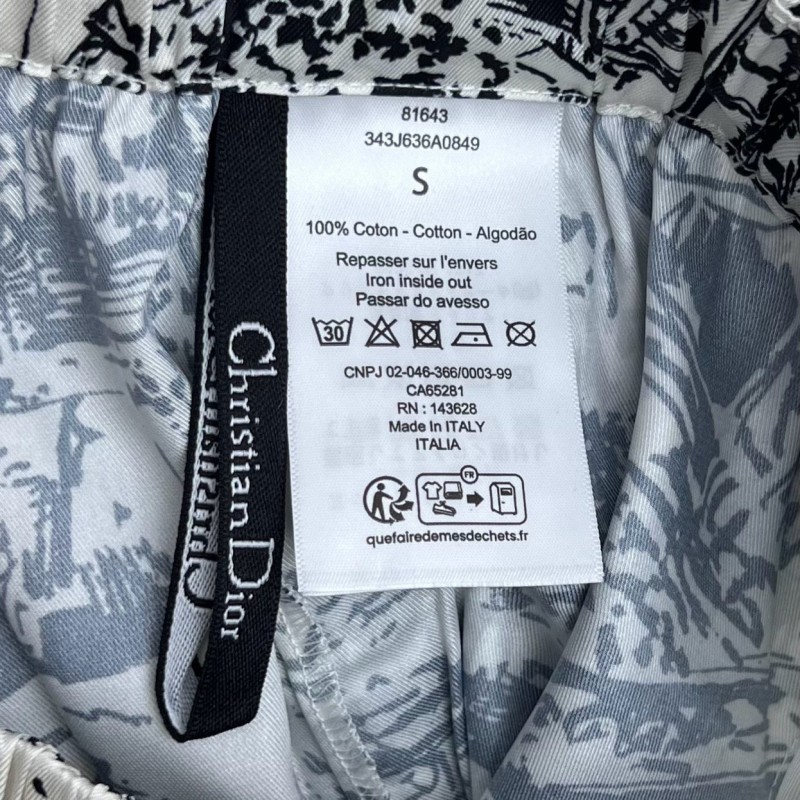 81643
343J636A0849
S
100% Coton - Cotton - Algodão
Repasser sur l'envers
Iron inside out
Passar do avesso
30
CNPJ 02-046-366/0003-99
CA65281
RN : 143628
Made in ITALY
ITALIA
FR
quefairedemesdechets.fr
Christian Dior